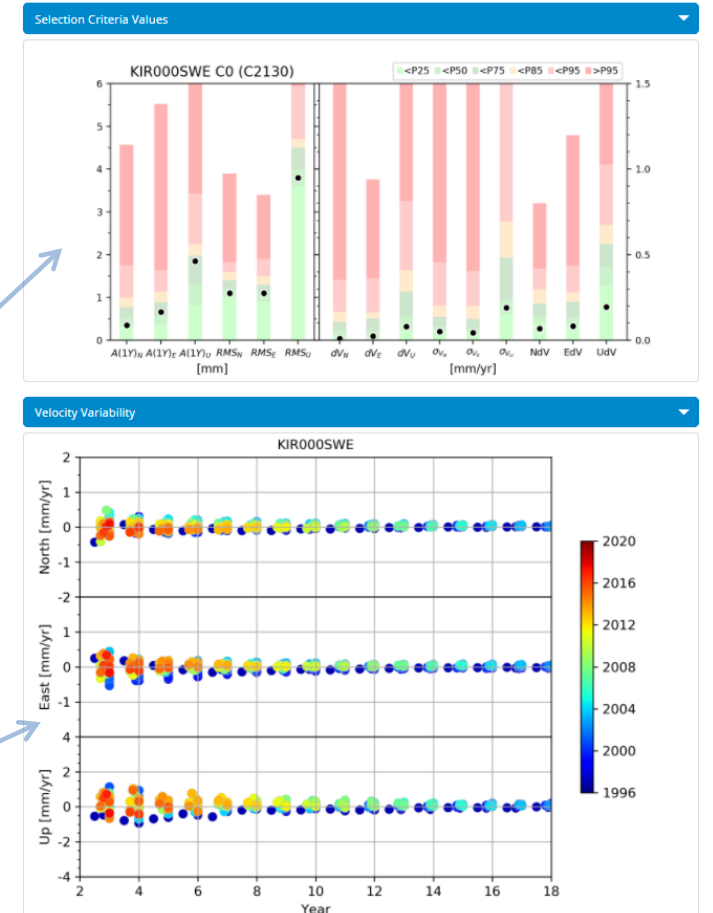 Selection Criteria Values
KIR000SWE C0 (C2130)
<P25 <P50 <P75 <P85 <P95 >P95
6
5
4
3
2
1
0
1.5
1.0
0.5
0.0
A(1Y)N A(1Y)E A(1Y)U RMSN RMSE RMSU
dVN dVE dVU σVN σVE σVU NdV EdV UdV
[mm]
[mm/yr]
Velocity Variability
KIR000SWE
North [mm/yr]
2
1
0
-1
-2
East [mm/yr]
1
0
-1
Up [mm/yr]
4
2
0
-2
-4
2 4 6 8 10 12 14 16 18
Year
2020
2016
2012
2008
2004
2000
1996